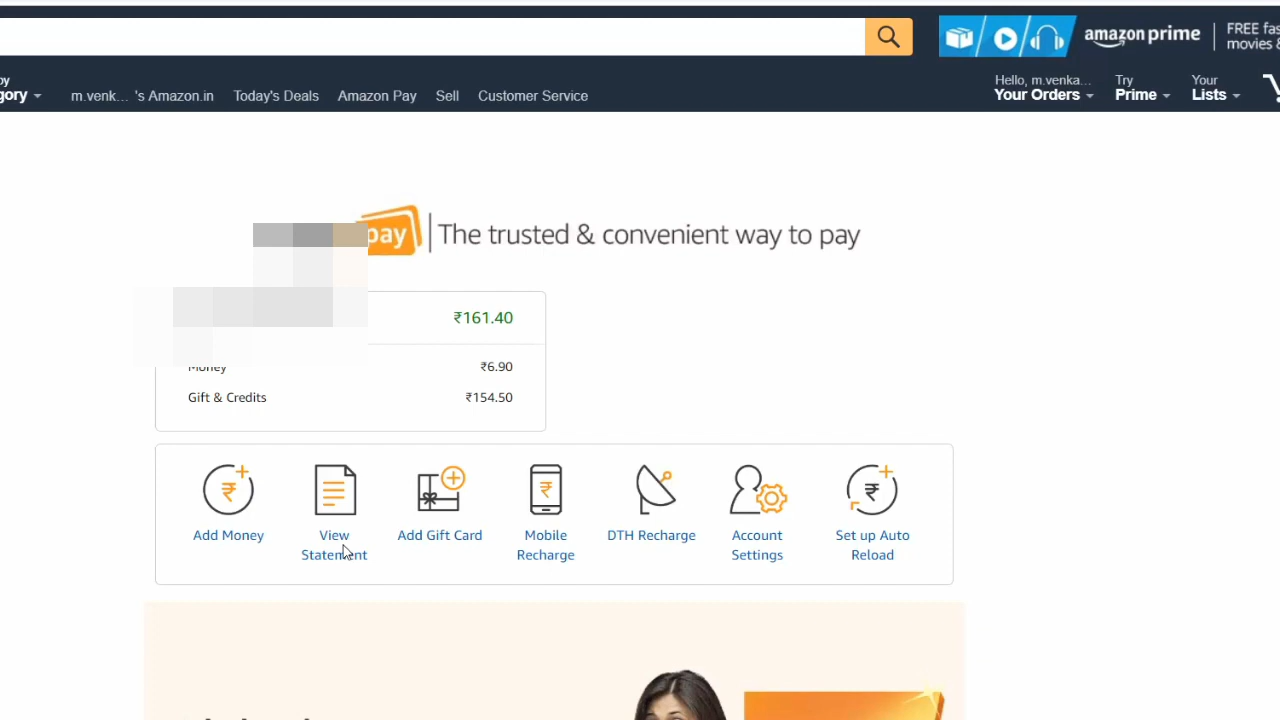 amazon prime
FREE fas
movies &
by
gory
m.venk... 's Amazon.in Today's Deals Amazon Pay Sell Customer Service
Hello, m.venka...
Your Orders
Try
Prime
Your
Lists
pay The trusted & convenient way to pay
₹161.40
Money ₹6.90
Gift & Credits ₹154.50
Add Money
View
Statement
Add Gift Card
Mobile
Recharge
DTH Recharge
Account
Settings
Set up Auto
Reload